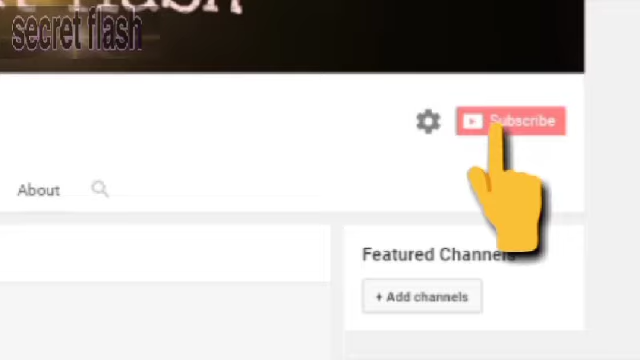 secret flash
Subscribe
About
Featured Channels
+ Add channels